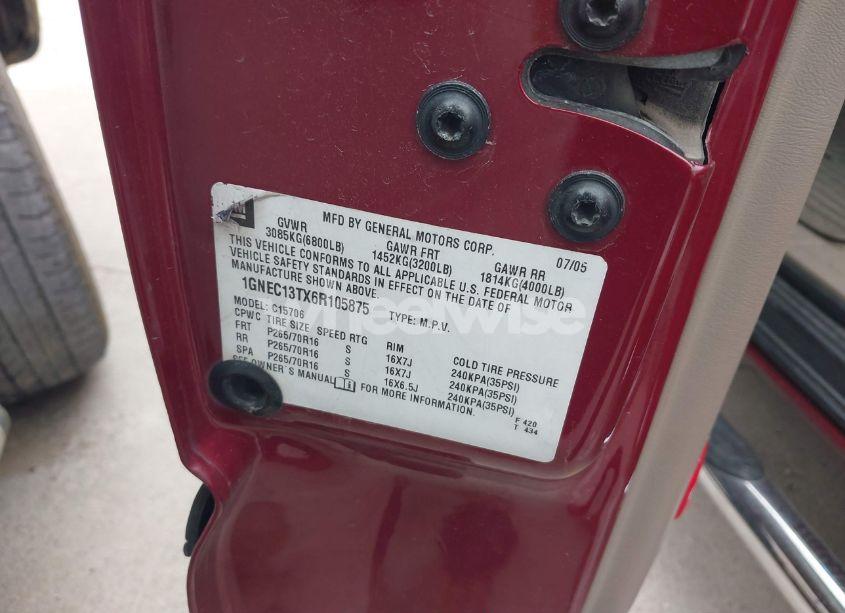 GM
MFD BY GENERAL MOTORS CORP. 07/05
GVWR GAWR FRT GAWR RR
3085KG(6800LB) 1452KG(3200LB) 1814KG(4000LB)
THIS VEHICLE CONFORMS TO ALL APPLICABLE U.S. FEDERAL MOTOR
VEHICLE SAFETY STANDARDS IN EFFECT ON THE DATE OF
MANUFACTURE SHOWN ABOVE.
1GNEC13TX6R105875 TYPE: M.P.V.
MODEL: C15706
CPWC TIRE SIZE SPEED RTG RIM COLD TIRE PRESSURE
FRT P265/70R16 S 16X7J 240KPA(35PSI)
RR P265/70R16 S 16X7J 240KPA(35PSI)
SPA P265/70R16 S 16X6.5J 240KPA(35PSI)
SEE OWNER'S MANUAL FOR MORE INFORMATION.
F 420
T 434
wheelwise